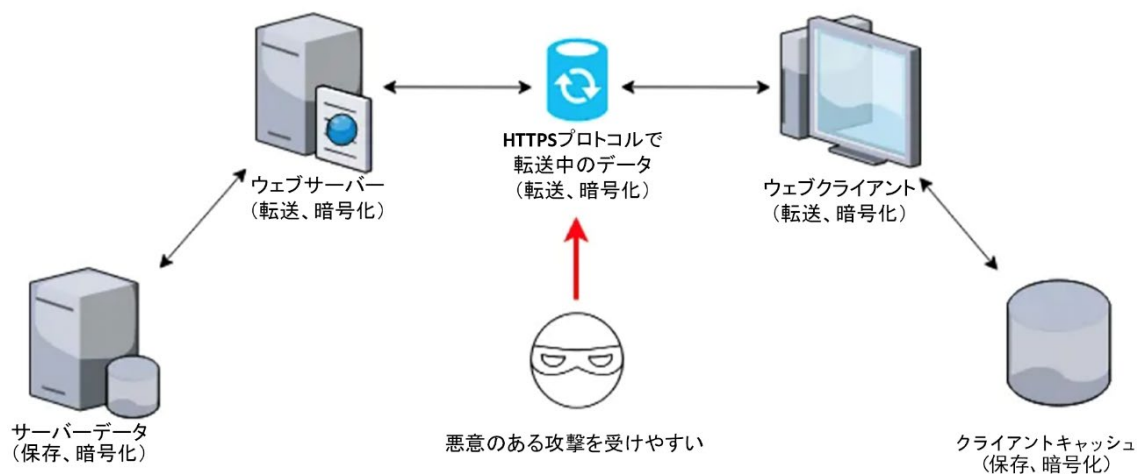 HTTPSプロトコルで
転送中のデータ
（転送、暗号化）
ウェブサーバー
（転送、暗号化）
ウェブクライアント
（転送、暗号化）
サーバーデータ
（保存、暗号化）
悪意のある攻撃を受けやすい
クライアントキャッシュ
（保存、暗号化）